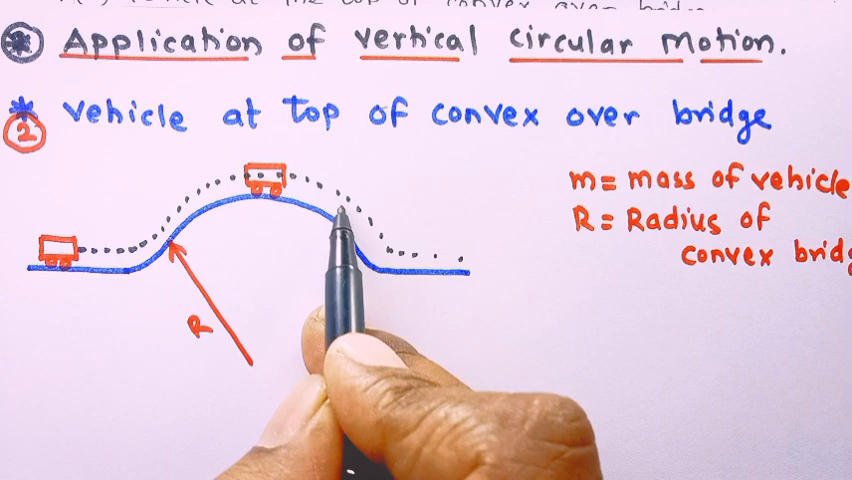 Application of vertical circular motion.
* vehicle at top of convex over bridge
2
m = mass of vehicle
R = Radius of
convex bridg
R